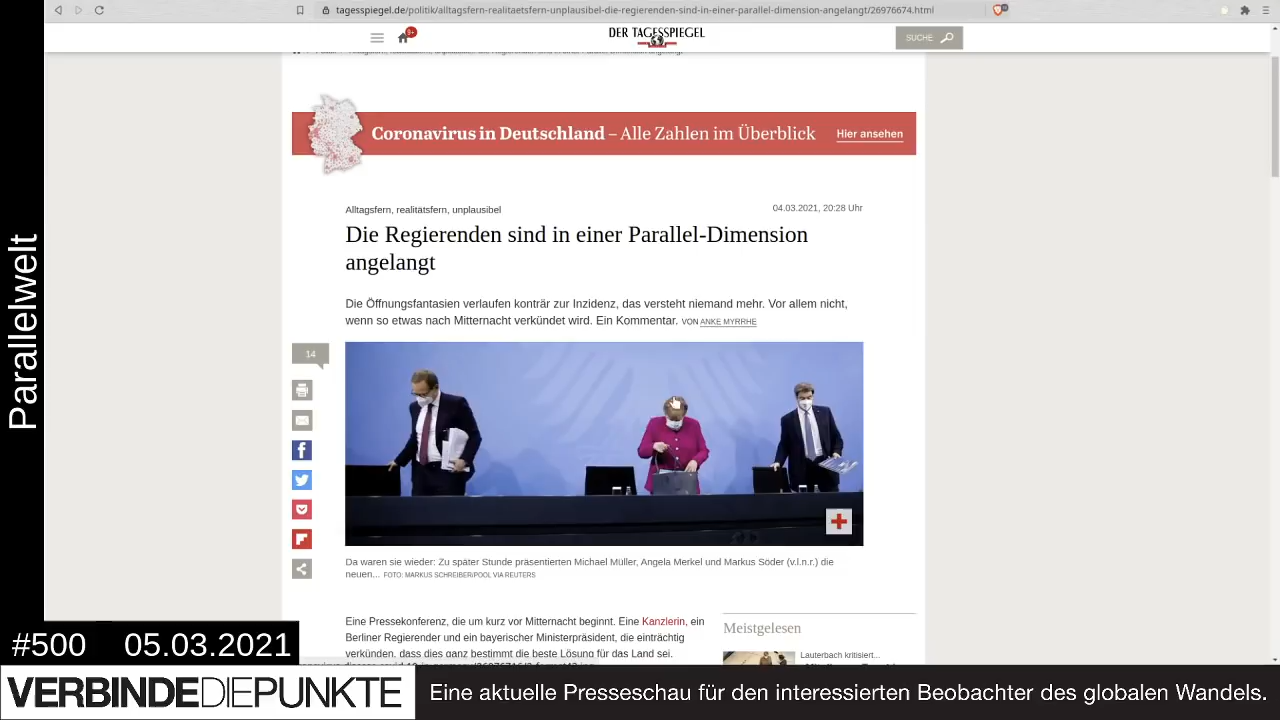 tagesspiegel.de/politik/alltagsfern-realitaetsfern-unplausibel-die-regierenden-sind-in-einer-parallel-dimension-angelangt/26976674.html
9+
DER TAGESSPIEGEL
SUCHE
Coronavirus in Deutschland – Alle Zahlen im Überblick
Hier ansehen
Alltagsfern, realitätsfern, unplausibel
04.03.2021, 20:28 Uhr
Die Regierenden sind in einer Parallel-Dimension
angelangt
Die Öffnungsfantasien verlaufen konträr zur Inzidenz, das versteht niemand mehr. Vor allem nicht,
wenn so etwas nach Mitternacht verkündet wird. Ein Kommentar. VON ANKE MYRRHE
14
Da waren sie wieder: Zu später Stunde präsentierten Michael Müller, Angela Merkel und Markus Söder (v.l.n.r.) die
neuen... FOTO: MARKUS SCHREIBER/POOL VIA REUTERS
Eine Pressekonferenz, die um kurz vor Mitternacht beginnt. Eine Kanzlerin, ein
Berliner Regierender und ein bayerischer Ministerpräsident, die einträchtig
verkünden, dass dies ganz bestimmt die beste Lösung für das Land sei.
Meistgelesen
Lauterbach kritisiert...
Parallelwelt
#500 05.03.2021
VERBINDEDIEPUNKTE
Eine aktuelle Presseschau für den interessierten Beobachter des globalen Wandels.